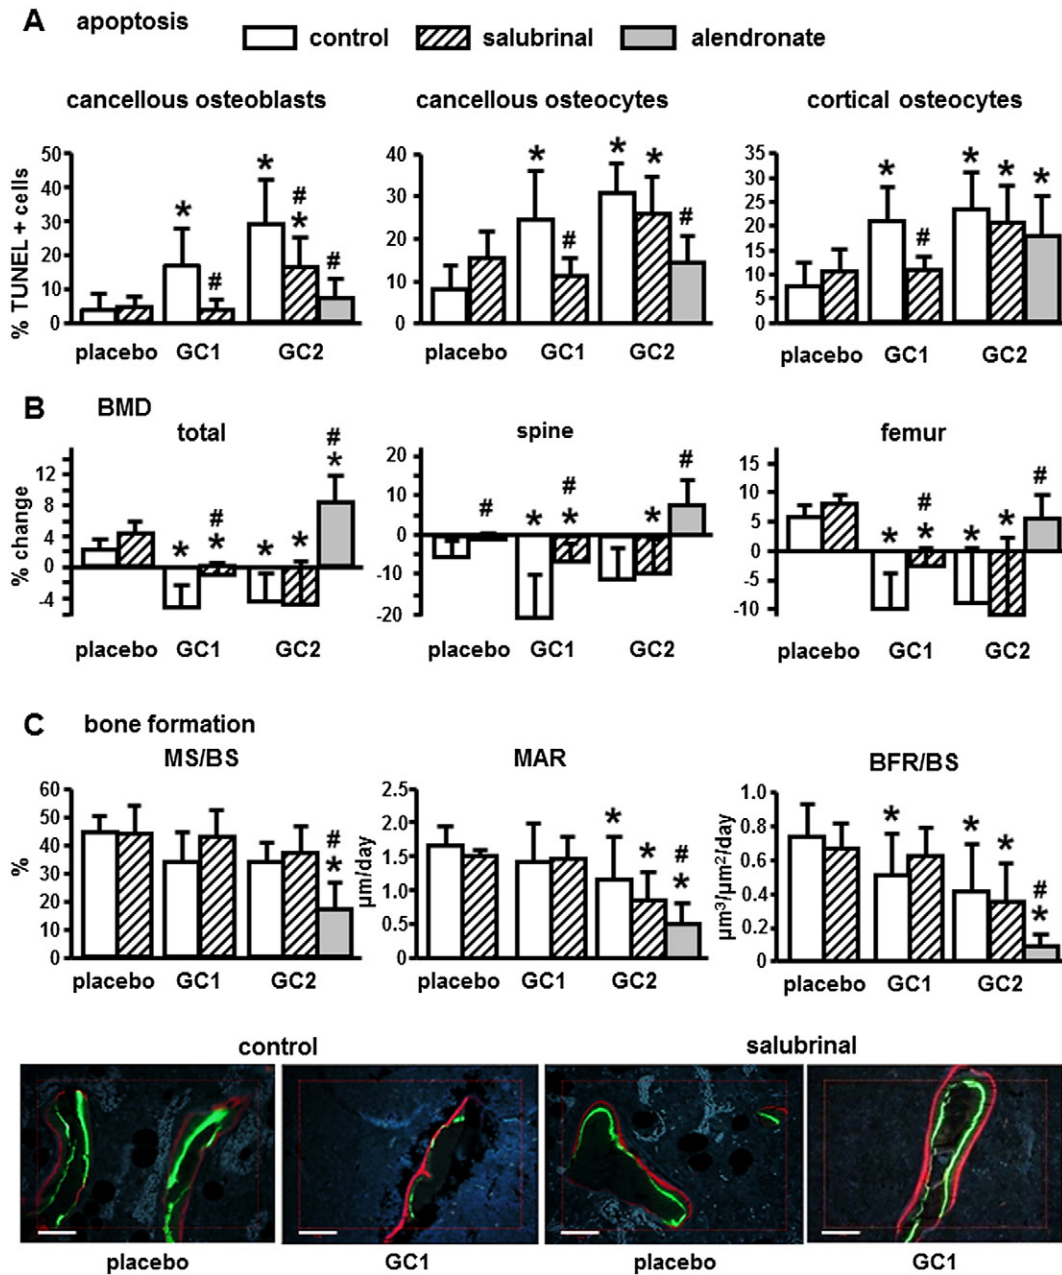 A apoptosis
control salubrinal alendronate
cancellous osteoblasts cancellous osteocytes cortical osteocytes
% TUNEL + cells
50
40
30
20
10
0
* # * # * #
placebo GC1 GC2
40
30
20
10
0
* # * * #
placebo GC1 GC2
35
30
25
20
15
10
5
0
* # * * *
placebo GC1 GC2
B BMD
total spine femur
% change
12
8
4
0
-4
* # * * * # *
placebo GC1 GC2
20
10
0
-10
-20
# * # * * #
placebo GC1 GC2
15
10
5
0
-5
-10
* # * * * #
placebo GC1 GC2
C bone formation
MS/BS MAR BFR/BS
%
60
50
40
30
20
10
0
# *
placebo GC1 GC2
µm/day
2.5
2.0
1.5
1.0
0.5
0
* * # *
placebo GC1 GC2
µm³/µm²/day
1.0
0.8
0.6
0.4
0.2
0
* * * # *
placebo GC1 GC2
control salubrinal
placebo GC1 placebo GC1